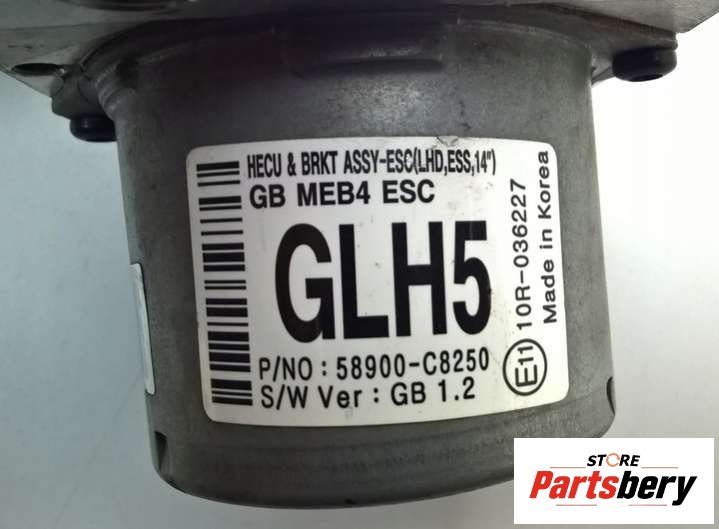 HECU & BRKT ASSY-ESC(LHD,ESS,14")
GB MEB4 ESC
GLH5
P/NO : 58900-C8250
S/W Ver : GB 1.2
E11
10R-036227
Made in Korea
STORE
Partsbery